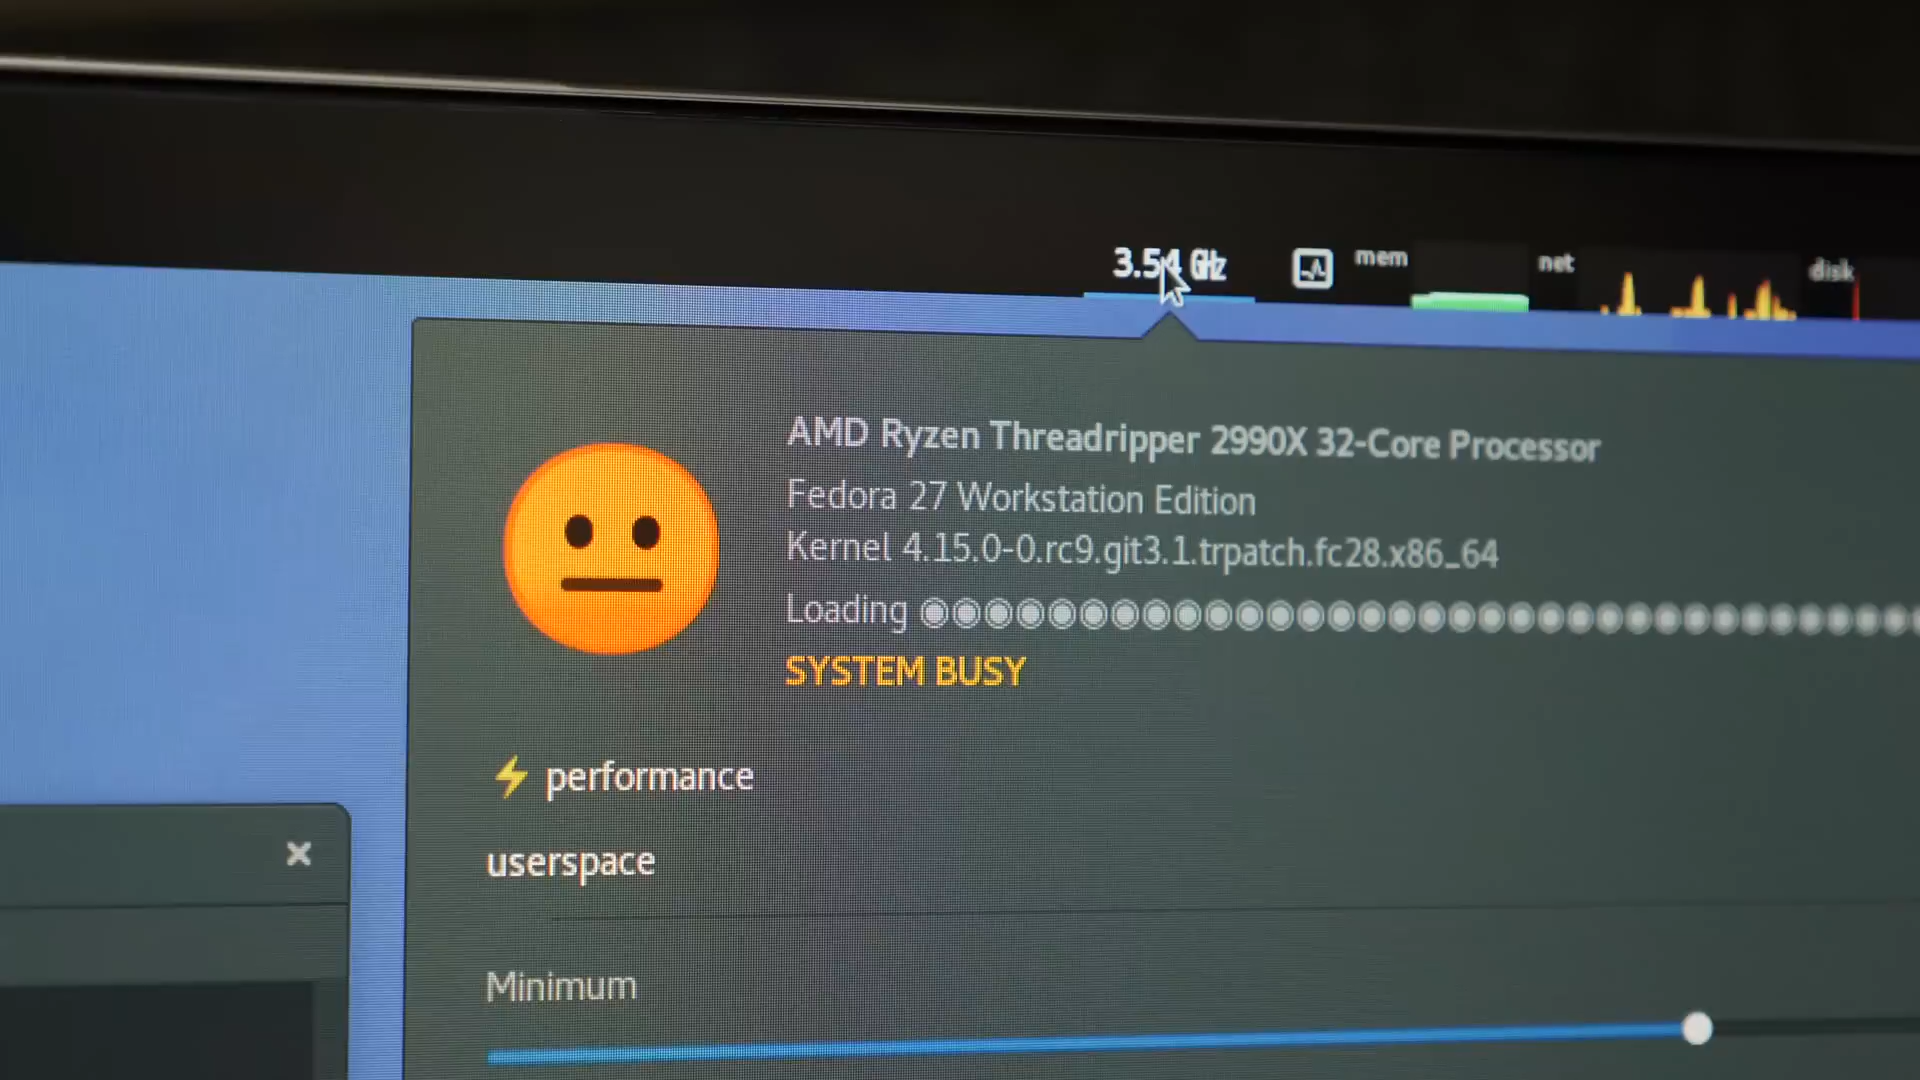 3.54 GHz
mem
net
disk
AMD Ryzen Threadripper 2990X 32-Core Processor
Fedora 27 Workstation Edition
Kernel 4.15.0-0.rc9.git3.1.trpatch.fc28.x86_64
Loading
SYSTEM BUSY
performance
userspace
Minimum